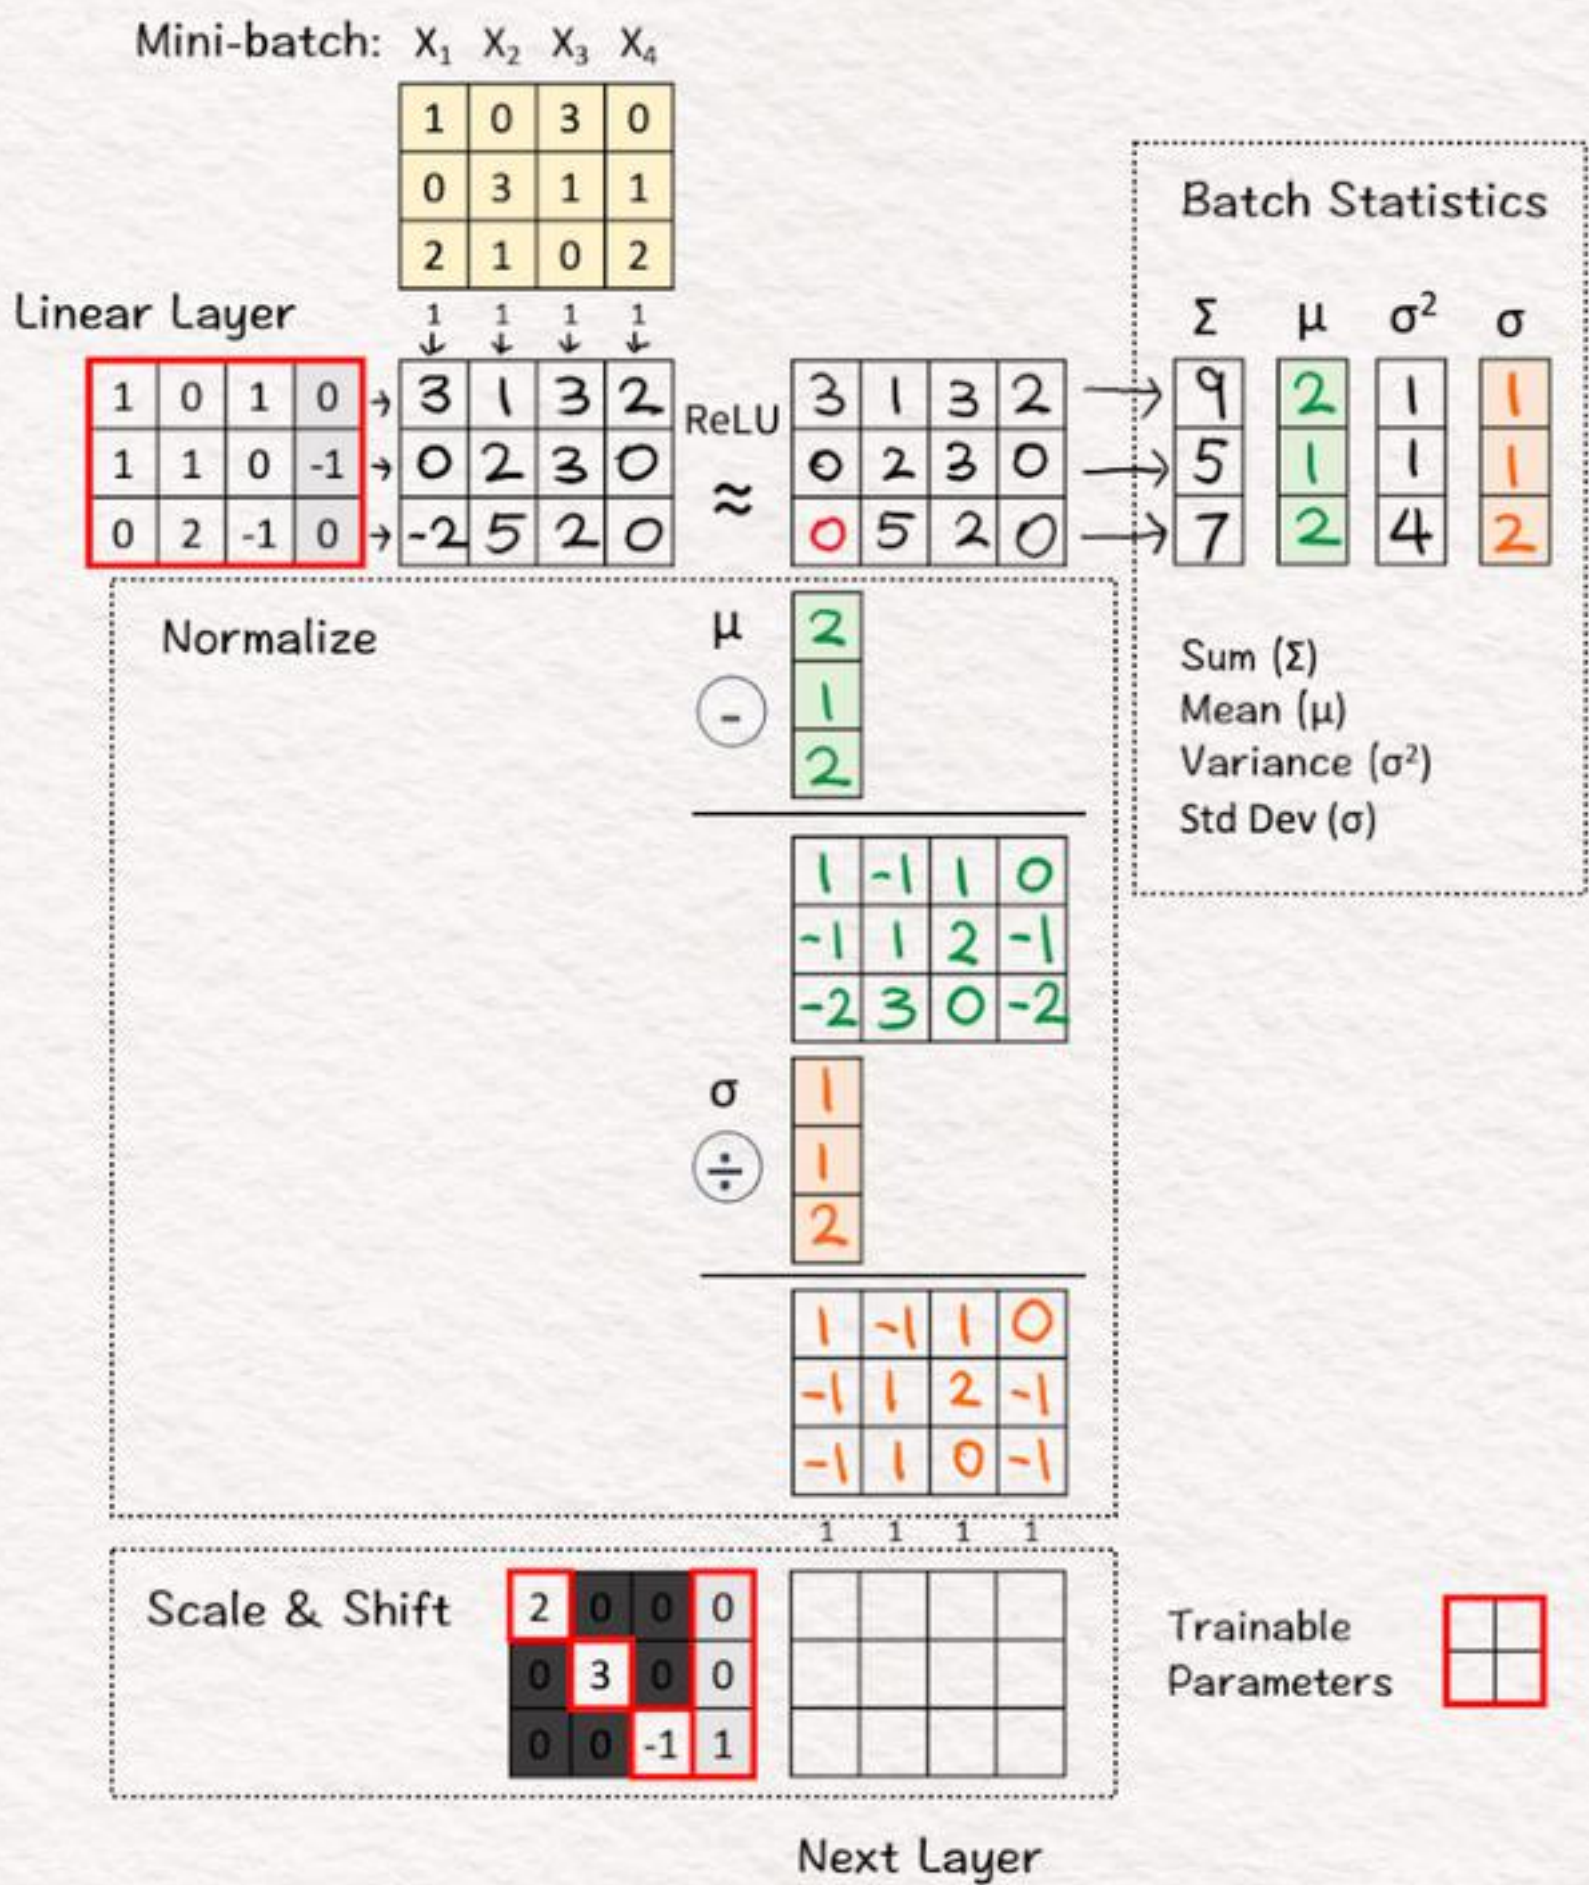 Mini-batch: X₁ X₂ X₃ X₄
1 0 3 0
0 3 1 1
2 1 0 2
1 1 1 1
↓ ↓ ↓ ↓
Linear Layer
1 0 1 0 → 3 1 3 2
1 1 0 -1 → 0 2 3 0
0 2 -1 0 → -2 5 2 0
ReLU
≈
3 1 3 2 →
0 2 3 0 →
0 5 2 0 →
Batch Statistics
Σ μ σ² σ
9 2 1 1
5 1 1 1
7 2 4 2
Sum (Σ)
Mean (μ)
Variance (σ²)
Std Dev (σ)
Normalize
μ
-
2
1
2
1 -1 1 0
-1 1 2 -1
-2 3 0 -2
σ
÷
1
1
2
1 -1 1 0
-1 1 2 -1
-1 1 0 -1
1 1 1 1
Scale & Shift
2 0 0 0
0 3 0 0
0 0 -1 1
Trainable
Parameters
Next Layer